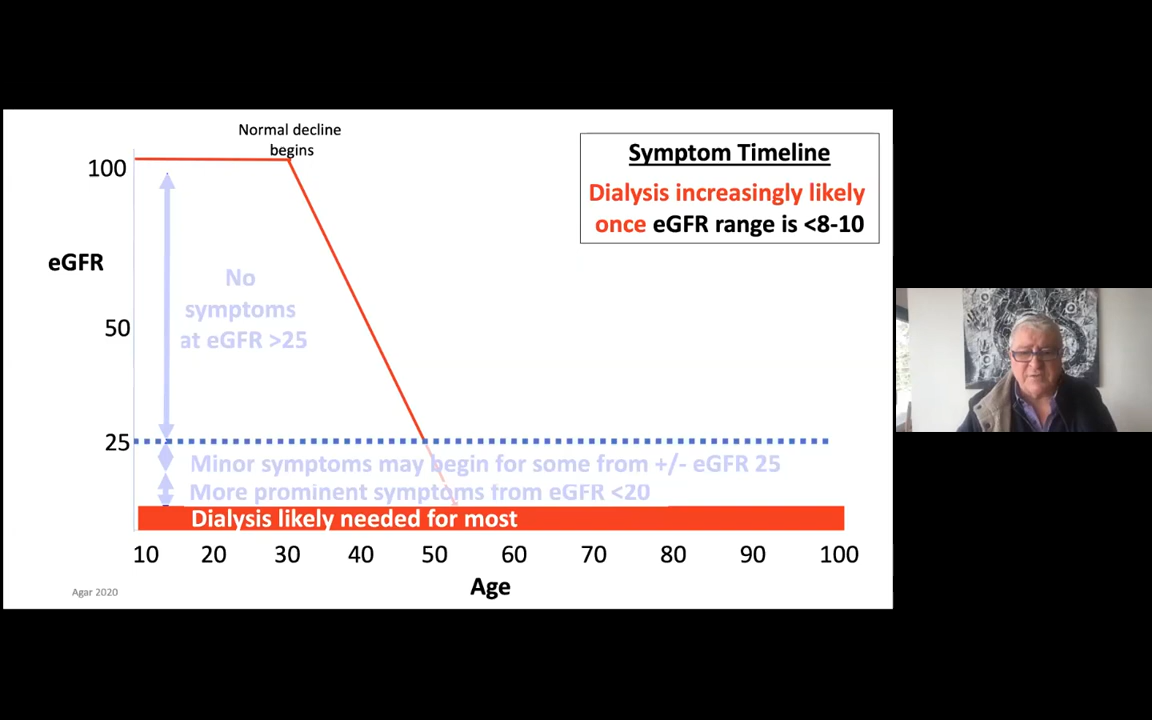 Normal decline
begins
Symptom Timeline
Dialysis increasingly likely
once eGFR range is <8-10
100
eGFR
No
symptoms
at eGFR >25
50
25
Minor symptoms may begin for some from +/- eGFR 25
More prominent symptoms from eGFR <20
Dialysis likely needed for most
10 20 30 40 50 60 70 80 90 100
Age
Agar 2020